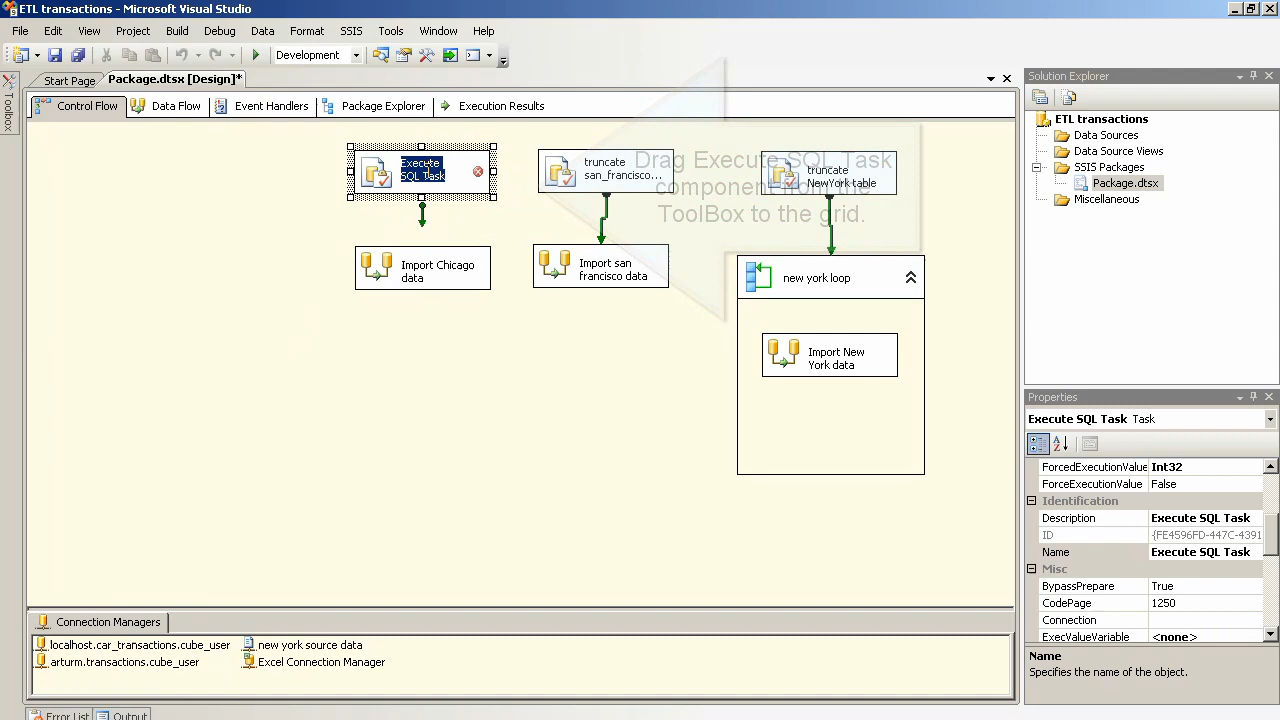 ETL transactions - Microsoft Visual Studio
File Edit View Project Build Debug Data Format SSIS Tools Window Help
Development
Toolbox
Start Page Package.dtsx [Design]*
Control Flow Data Flow Event Handlers Package Explorer Execution Results
Execute
SQL Task
truncate
san_francisco...
truncate
NewYork table
Drag Execute SQL Task
component from the
ToolBox to the grid.
Import Chicago
data
Import san
francisco data
new york loop
Import New
York data
Connection Managers
localhost.car_transactions.cube_user new york source data
arturm.transactions.cube_user Excel Connection Manager
Error List Output
Solution Explorer
ETL transactions
Data Sources
Data Source Views
SSIS Packages
Package.dtsx
Miscellaneous
Properties
Execute SQL Task Task
ForcedExecutionValue Int32
ForceExecutionValue False
Identification
Description Execute SQL Task
ID {FE4596FD-447C-4391
Name Execute SQL Task
Misc
BypassPrepare True
CodePage 1250
Connection
ExecValueVariable <none>
Name
Specifies the name of the object.